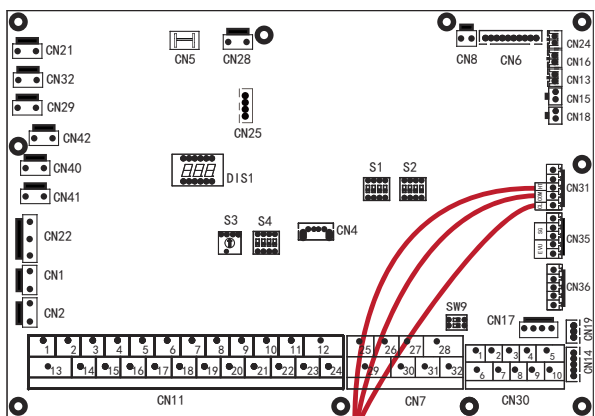 CN21
CN32
CN29
CN42
CN40
CN41
CN22
CN1
CN2
CN5
CN28
CN25
DIS1
S1
S2
S3
S4
CN4
CN8
CN6
CN24
CN16
CN13
CN15
CN18
HT
COM
CN31
SG
EVU
CN35
CN36
SW9
CN17
CN19
CN14
1 2 3 4 5 6 7 8 9 10 11 12
13 14 15 16 17 18 19 20 21 22 23 24
CN11
25 26 27 28
29 30 31 32
CN7
1 2 3 4 5
6 7 8 9 10
CN30